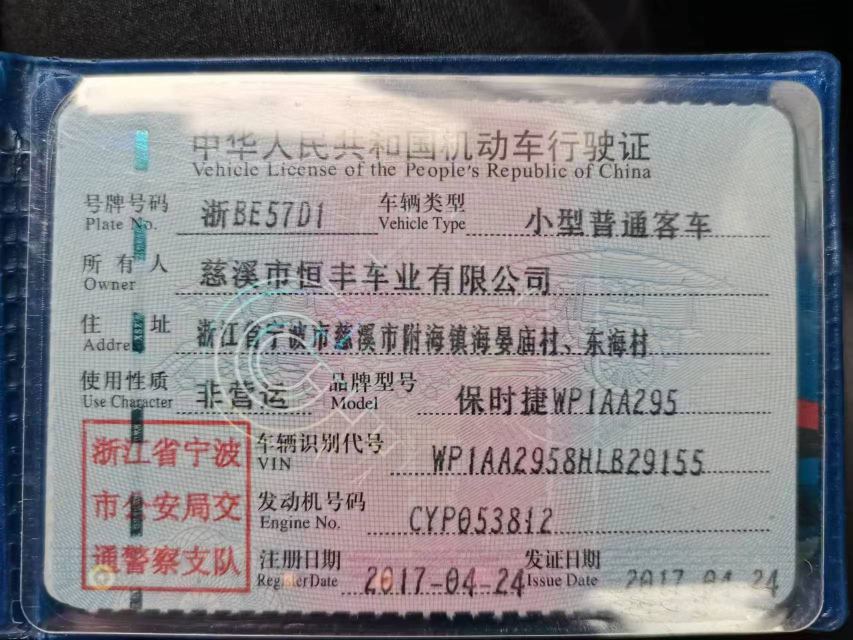 中华人民共和国机动车行驶证
Vehicle License of the People's Republic of China
号牌号码 浙BE57D1 车辆类型 小型普通客车
Plate No. Vehicle Type
所有人 慈溪市恒丰车业有限公司
Owner
住址 浙江省宁波市慈溪市附海镇海晏庙村、东海村
Address
使用性质 非营运 品牌型号 保时捷WP1AA295
Use Character Model
浙江省宁波
市公安局交
通警察支队
车辆识别代号 WP1AA2958HLB29155
VIN
发动机号码 CYP053812
Engine No.
注册日期 2017-04-24 发证日期 2017 04 24
Register Date Issue Date